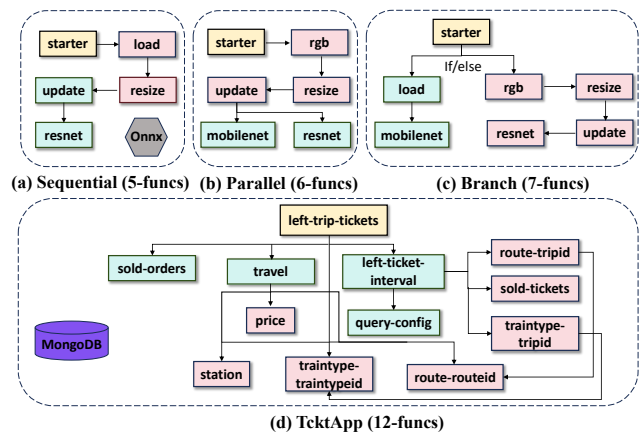 starter
load
update
resize
resnet
Onnx
(a) Sequential (5-funcs)
starter
rgb
update
resize
mobilenet
resnet
(b) Parallel (6-funcs)
starter
If/else
load
rgb
resize
mobilenet
resnet
update
(c) Branch (7-funcs)
left-trip-tickets
sold-orders
travel
left-ticket-
interval
route-tripid
sold-tickets
price
query-config
traintype-
tripid
MongoDB
station
traintype-
traintypeid
route-routeid
(d) TcktApp (12-funcs)